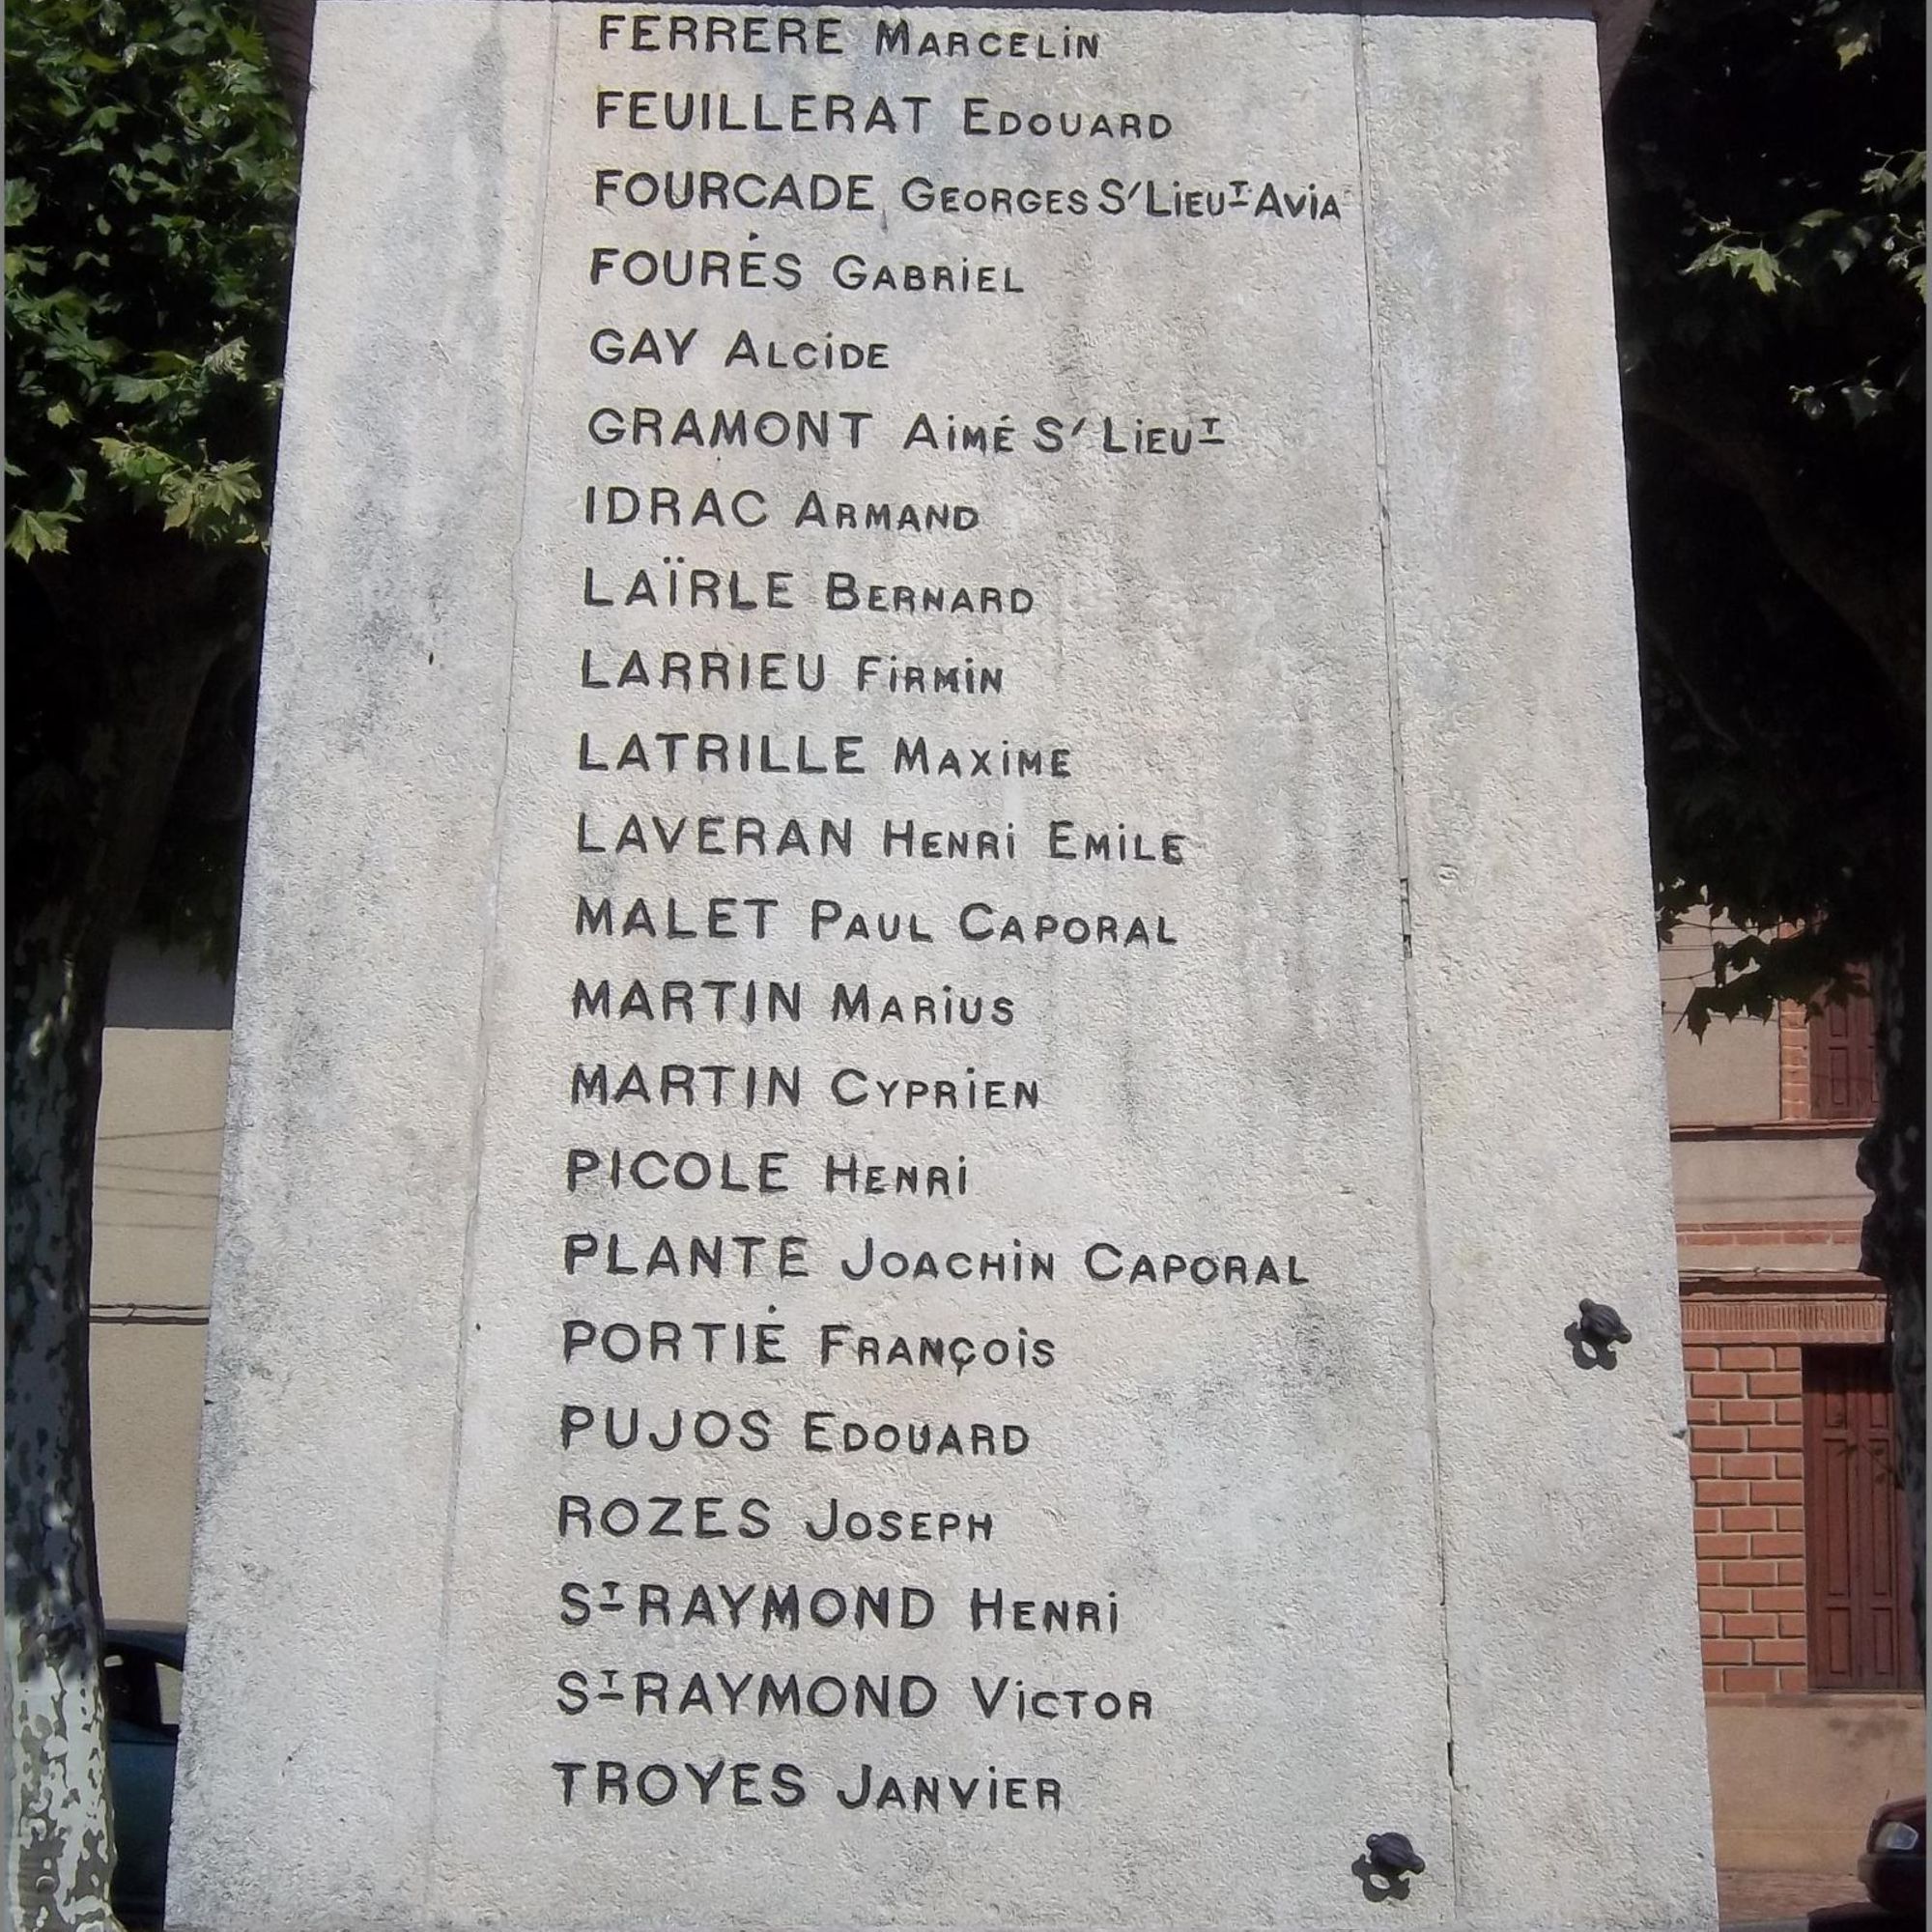 FERRERE MARCELiN
FEUILLERAT EDOUARD
FOURCADE GEORGES S/LiEUT AViA
FOURÉS GABRiEL
GAY ALCiDE
GRAMONT AiMÉ S/ LiEUT
IDRAC ARMAND
LAÏRLE BERNARD
LARRIEU FiRMiN
LATRILLE MAXiME
LAVERAN HENRi EMiLE
MALET PAUL CAPORAL
MARTIN MARiUS
MARTIN CYPRiEN
PICOLE HENRi
PLANTE JOACHiN CAPORAL
PORTIÉ FRANÇOiS
PUJOS EDOUARD
ROZES JOSEPH
ST RAYMOND HENRi
ST RAYMOND ViCTOR
TROYES JANViER